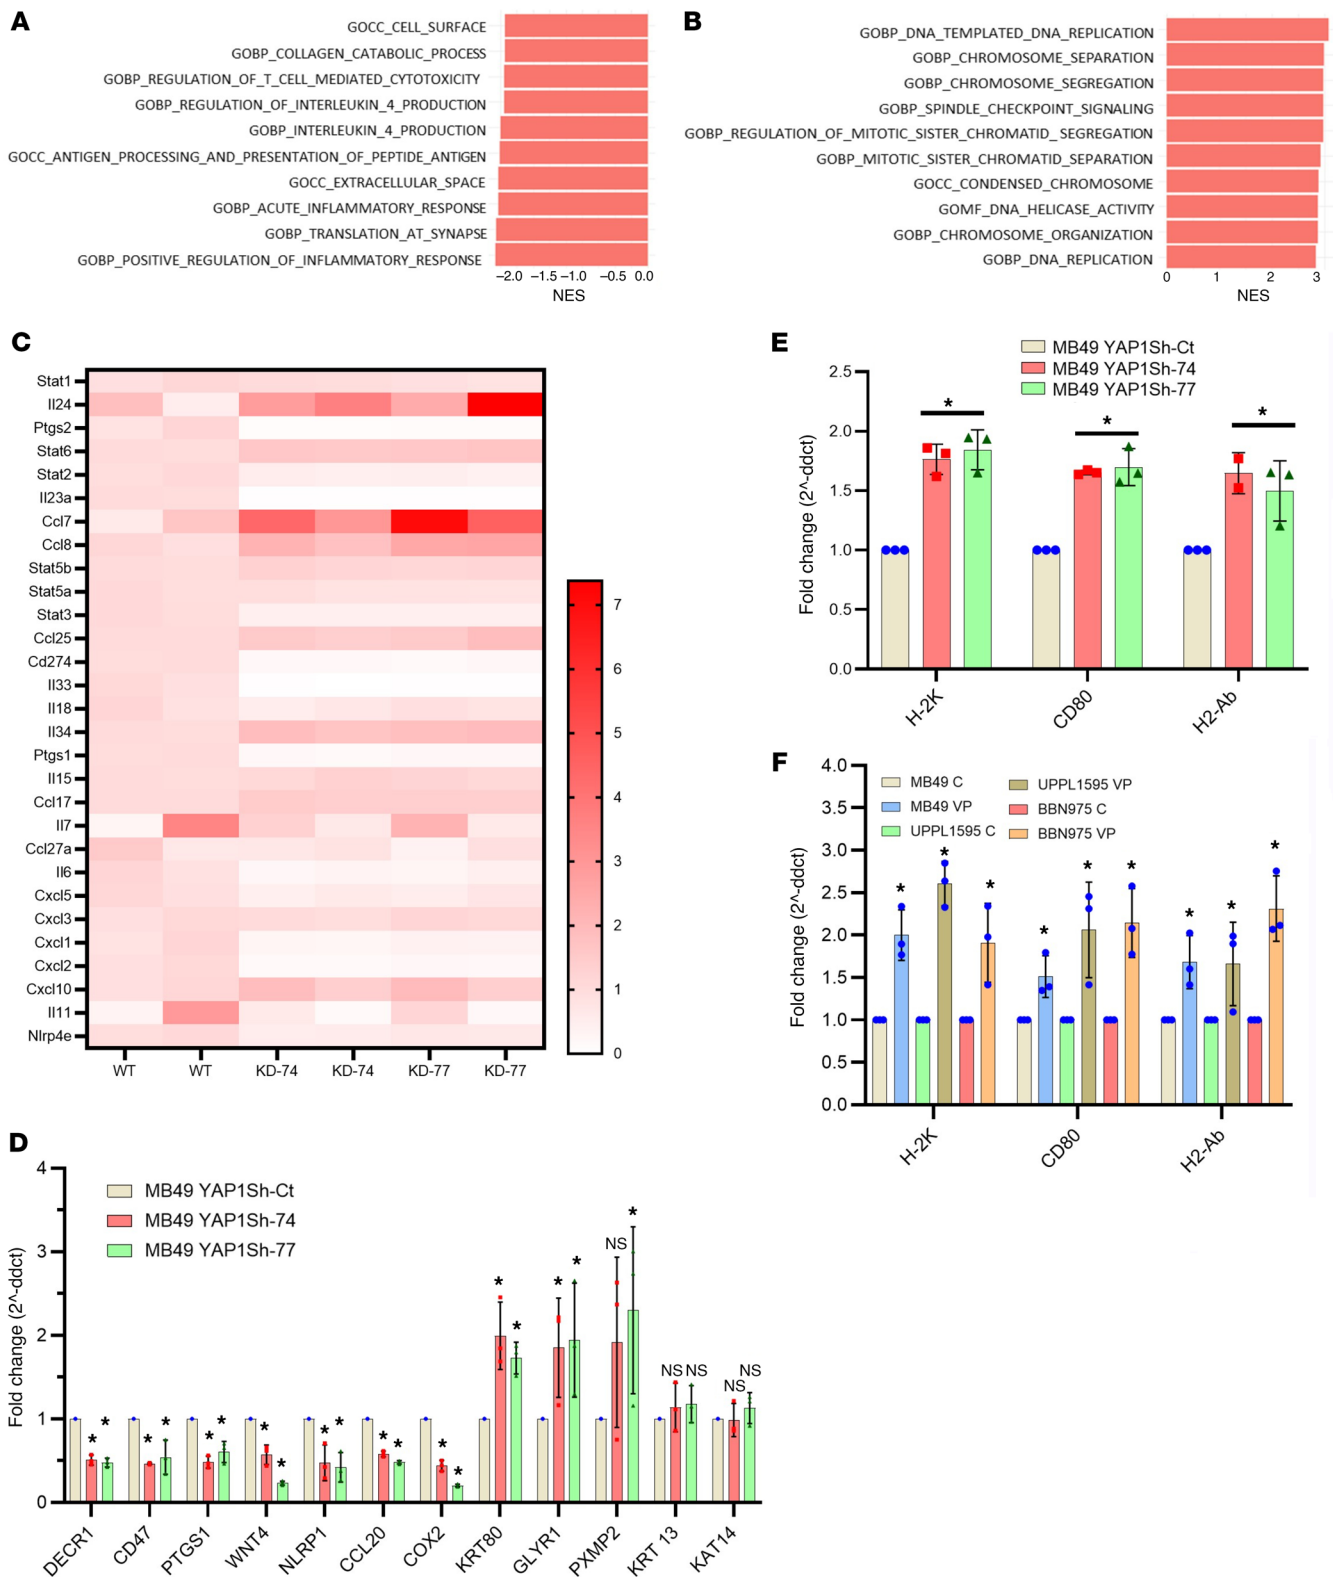 A
GOCC_CELL_SURFACE
GOBP_COLLAGEN_CATABOLIC_PROCESS
GOBP_REGULATION_OF_T_CELL_MEDIATED_CYTOTOXICITY
GOBP_REGULATION_OF_INTERLEUKIN_4_PRODUCTION
GOBP_INTERLEUKIN_4_PRODUCTION
GOCC_ANTIGEN_PROCESSING_AND_PRESENTATION_OF_PEPTIDE_ANTIGEN
GOCC_EXTRACELLULAR_SPACE
GOBP_ACUTE_INFLAMMATORY_RESPONSE
GOBP_TRANSLATION_AT_SYNAPSE
GOBP_POSITIVE_REGULATION_OF_INFLAMMATORY_RESPONSE
−2.0 −1.5 −1.0 −0.5 0.0
NES
B
GOBP_DNA_TEMPLATED_DNA_REPLICATION
GOBP_CHROMOSOME_SEPARATION
GOBP_CHROMOSOME_SEGREGATION
GOBP_SPINDLE_CHECKPOINT_SIGNALING
GOBP_REGULATION_OF_MITOTIC_SISTER_CHROMATID_SEGREGATION
GOBP_MITOTIC_SISTER_CHROMATID_SEPARATION
GOCC_CONDENSED_CHROMOSOME
GOMF_DNA_HELICASE_ACTIVITY
GOBP_CHROMOSOME_ORGANIZATION
GOBP_DNA_REPLICATION
0 1 2 3
NES
C
Stat1
Il24
Ptgs2
Stat6
Stat2
Il23a
Ccl7
Ccl8
Stat5b
Stat5a
Stat3
Ccl25
Cd274
Il33
Il18
Il34
Ptgs1
Il15
Ccl17
Il7
Ccl27a
Il6
Cxcl5
Cxcl3
Cxcl1
Cxcl2
Cxcl10
Il11
Nlrp4e
WT WT KD-74 KD-74 KD-77 KD-77
7
6
5
4
3
2
1
0
D
MB49 YAP1Sh-Ct
MB49 YAP1Sh-74
MB49 YAP1Sh-77
Fold change (2^-ddct)
4
3
2
1
0
* * * * * * * * * * * * * * * * * * NS * NS NS NS NS
DECR1 CD47 PTGS1 WNT4 NLRP1 CCL20 COX2 KRT80 GLYR1 PXMP2 KRT 13 KAT14
E
MB49 YAP1Sh-Ct
MB49 YAP1Sh-74
MB49 YAP1Sh-77
Fold change (2^-ddct)
2.5
2.0
1.5
1.0
0.5
0.0
* * *
H-2K CD80 H2-Ab
F
MB49 C
MB49 VP
UPPL1595 C
UPPL1595 VP
BBN975 C
BBN975 VP
Fold change (2^-ddct)
4.0
3.5
3.0
2.5
2.0
1.5
1.0
0.5
0.0
* * * * * * * * *
H-2K CD80 H2-Ab